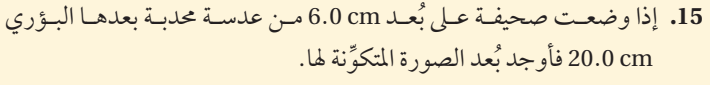 15. إذا وضعت صحيفة على بُعد 6.0 cm من عدسة محدبة بعدها البؤري
20.0 cm فأوجد بُعد الصورة المتكوِّنة لها.